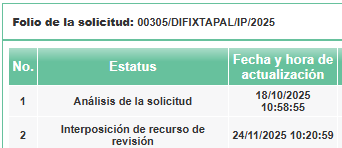 Folio de la solicitud: 00305/DIFIXTAPAL/IP/2025
No. Estatus Fecha y hora de
actualización
1 Análisis de la solicitud 18/10/2025
10:58:55
2 Interposición de recurso de
revisión 24/11/2025 10:20:59